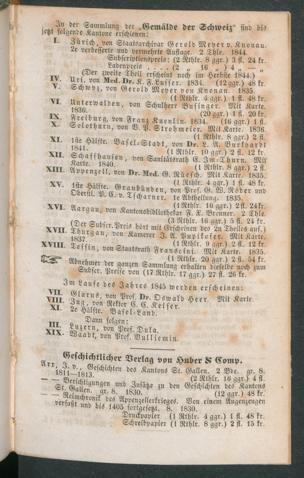 In der Sammlung der „Gemälde der Schweiz" sind bis
jetzt folgende Kantone erschienen:
I. Zürich, von Staatsarchivar Gerold Meyer v. Knonau.
2e verbesserte und vermehrte Auflage. 2 Thle. 1844.
Subscriptionspreis: (2 Rthlr. 8 ggr.) 3 fl. 24 kr.
Ladenpreis „ (2 „ 16 „ ) 4 „
(Der zweite Theil erscheint noch im Herbste 1844.)
IV. Uri, von Med. Dr. K. F. Lusser. 1834. (12 ggr.) 48 kr.
V. Schwyz, von Gerold Meyer von Knonau. 1835.
(1 Rthlr. 4 ggr.) 1 fl. 48 kr.
VI. Unterwalden, von Schulherr Businger. Mit Karte.
1836. (20 ggr.) 1 fl. 20 kr.
IX. Freiburg, von Franz Kuenlin. 1834. (16 ggr.) 1 fl.
X. Solothurn, von U. P. Strohmeier. Mit Karte. 1836.
(1 Rthlr. 8 ggr.) 1 fl.
XI. 1ste Hälfte. Basel-Stadt, von Dr. L. A. Burkhardt
1841. (1 Rthlr. 10 ggr.) 2 fl. 12 kr.
XII. Schaffhausen, von Sanitätsrath E. Im-Thurn. Mit
Karte. 1840. (1 Rthlr. 4 ggr.) 1 fl.
XIII. Appenzell, von Dr. Med. G. Rüesch. Mit Karte. 1835.
(1 Rthlr. 4 ggr.) 1 fl. 48 kr.
XV. 1ste Hälfte. Graubünden, von Prof. G. W. Röder und
Oberstl. P. C. v. Tscharner. 1e Abtheilung. 1835.
(1 Rthlr. 16 ggr.) 2 fl. 24 kr.
XVI. Aargau, von Kantonsbibliothekar F. X. Bronner. 2 Thle.
(3 Rthlr. 16 ggr.) 5 fl. 24 kr.
(Der Subscr. Preis hört mit Erscheinen des 2n Theiles auf.)
XVII. Thurgau, von Kammerer J. A. Pupikofer. Mit Karte.
1837. (1 Rthlr. 9 ggr.) 2 fl. 12 kr.
XVIII. Tessin, von Staatsrath Franscini. Mit Karte. 1835.
(1 Rthlr. 20 ggr.) 2 fl. 54 kr.
Abnehmer der ganzen Sammlung erhalten dieselbe noch zum
Subscr. Preise von (17 Rthlr. 17 ggr.) 27 fl. 26 kr.
Im Laufe des Jahres 1845 werden erscheinen:
VII. Glarus, von Prof. Dr. Oswald Heer. Mit Karte.
VIII. Zug, von Rektor C. C. Keiser.
XI. 2e Hälfte. Basel-Land.
Dann folgen:
III. Luzern, von Prof. Dula.
XIX. Waadt, von Prof. Vulliemin.
Geschichtlicher Verlag von Huber & Comp.
Arx, J. v., Geschichten des Kantons St. Gallen. 2 Bde. gr. 8.
1811—1813. (2 Rthlr. 16 ggr.) 4 fl.
— — Berichtigungen und Zusätze zu den Geschichten des Kantons
St. Gallen. gr. 8. 1830. (12 ggr.) 48 kr.
— — Reimchronik des Appenzellerkrieges. Von einem Augenzeugen
verfaßt und bis 1405 fortgesetzt. 8. 1830.
Druckpapier (1 Rthlr. 4 ggr.) 1 fl. 48 kr.
Schreibpapier (1 Rthlr. 8 ggr.) 2 fl. 15 kr.